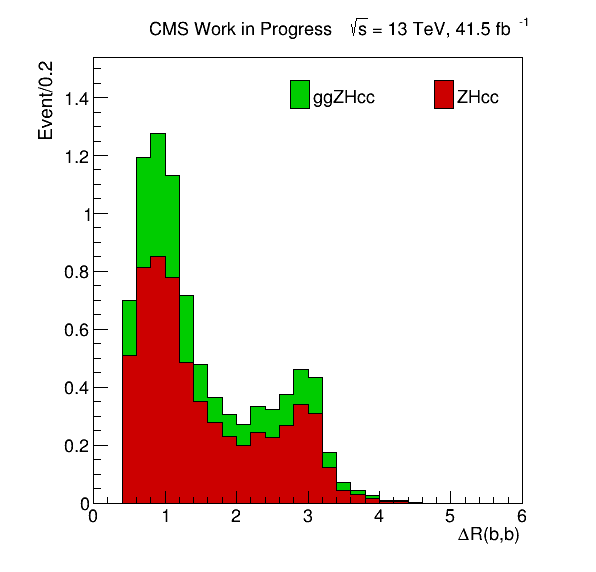 CMS Work in Progress √s = 13 TeV, 41.5 fb -1
Event/0.2
ggZHcc ZHcc
1.4
1.2
1
0.8
0.6
0.4
0.2
0
0 1 2 3 4 5 6
ΔR(b,b)